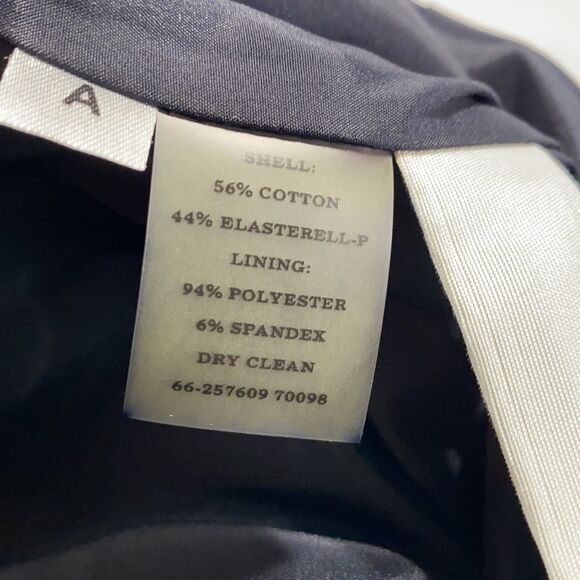 A
SHELL:
56% COTTON
44% ELASTERELL-P
LINING:
94% POLYESTER
6% SPANDEX
DRY CLEAN
66-257609 70098